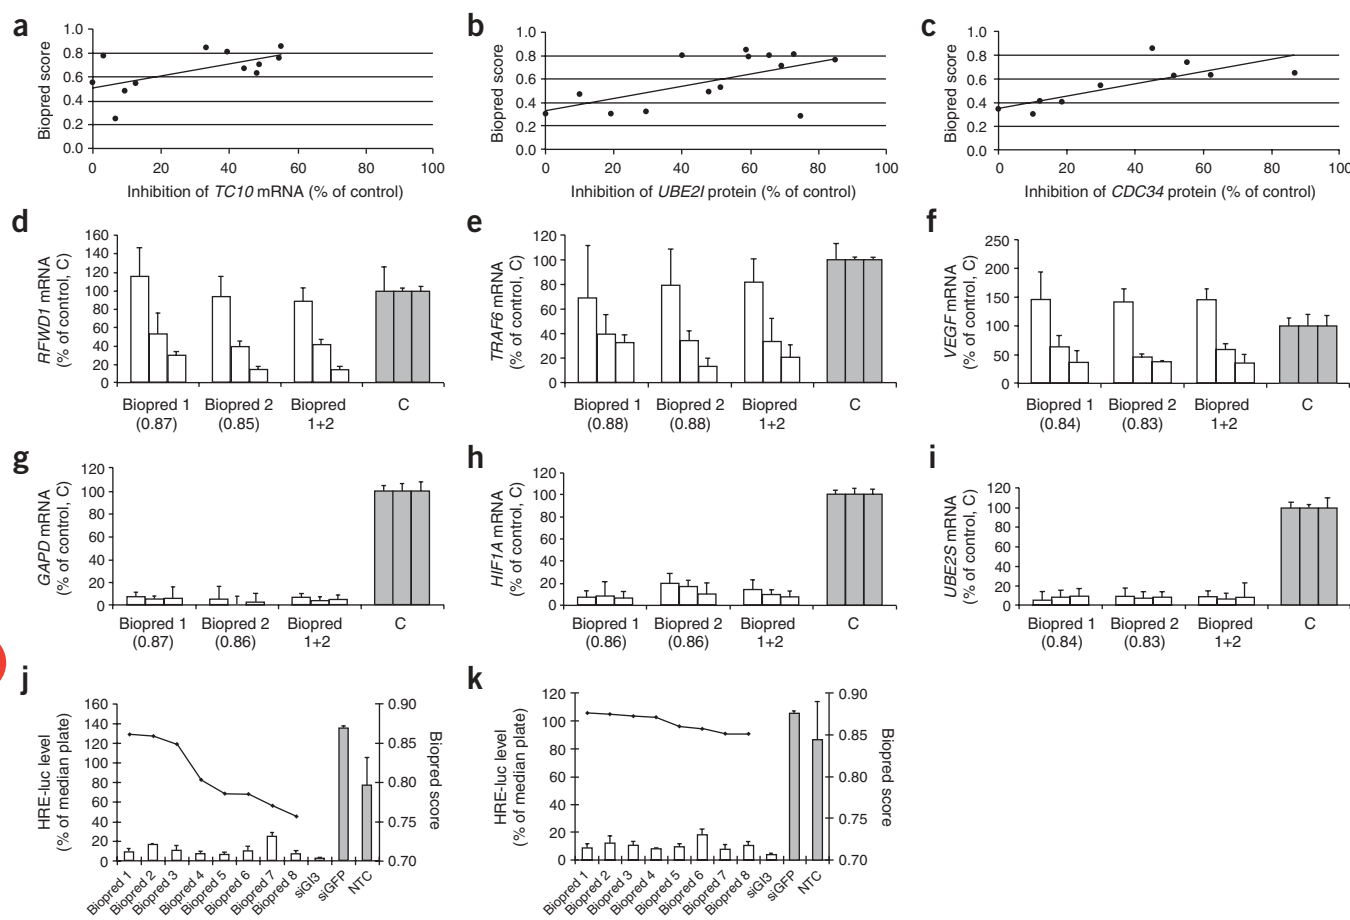 a
Biopred score
1.0
0.8
0.6
0.4
0.2
0.0
0 20 40 60 80 100
Inhibition of TC10 mRNA (% of control)
b
Biopred score
1.0
0.8
0.6
0.4
0.2
0.0
0 20 40 60 80 100
Inhibition of UBE2I protein (% of control)
c
Biopred score
1.0
0.8
0.6
0.4
0.2
0.0
0 20 40 60 80 100
Inhibition of CDC34 protein (% of control)
d
RFWD1 mRNA
(% of control, C)
160
140
120
100
80
60
40
20
0
Biopred 1 Biopred 2 Biopred C
(0.87) (0.85) 1+2
e
TRAF6 mRNA
(% of control, C)
120
100
80
60
40
20
0
Biopred 1 Biopred 2 Biopred C
(0.88) (0.88) 1+2
f
VEGF mRNA
(% of control, C)
250
200
150
100
50
0
Biopred 1 Biopred 2 Biopred C
(0.84) (0.83) 1+2
g
GAPD mRNA
(% of control, C)
120
100
80
60
40
20
0
Biopred 1 Biopred 2 Biopred C
(0.87) (0.86) 1+2
h
HIF1A mRNA
(% of control, C)
120
100
80
60
40
20
0
Biopred 1 Biopred 2 Biopred C
(0.86) (0.86) 1+2
i
UBE2S mRNA
(% of control, C)
120
100
80
60
40
20
0
Biopred 1 Biopred 2 Biopred C
(0.84) (0.83) 1+2
j
HRE-luc level
(% of median plate)
160
140
120
100
80
60
40
20
0
0.90
0.85
0.80
0.75
0.70
Biopred score
Biopred 1
Biopred 2
Biopred 3
Biopred 4
Biopred 5
Biopred 6
Biopred 7
Biopred 8
siGl3
siGFP
NTC
k
HRE-luc level
(% of median plate)
120
100
80
60
40
20
0
0.90
0.85
0.80
0.75
0.70
Biopred score
Biopred 1
Biopred 2
Biopred 3
Biopred 4
Biopred 5
Biopred 6
Biopred 7
Biopred 8
siGl3
siGFP
NTC